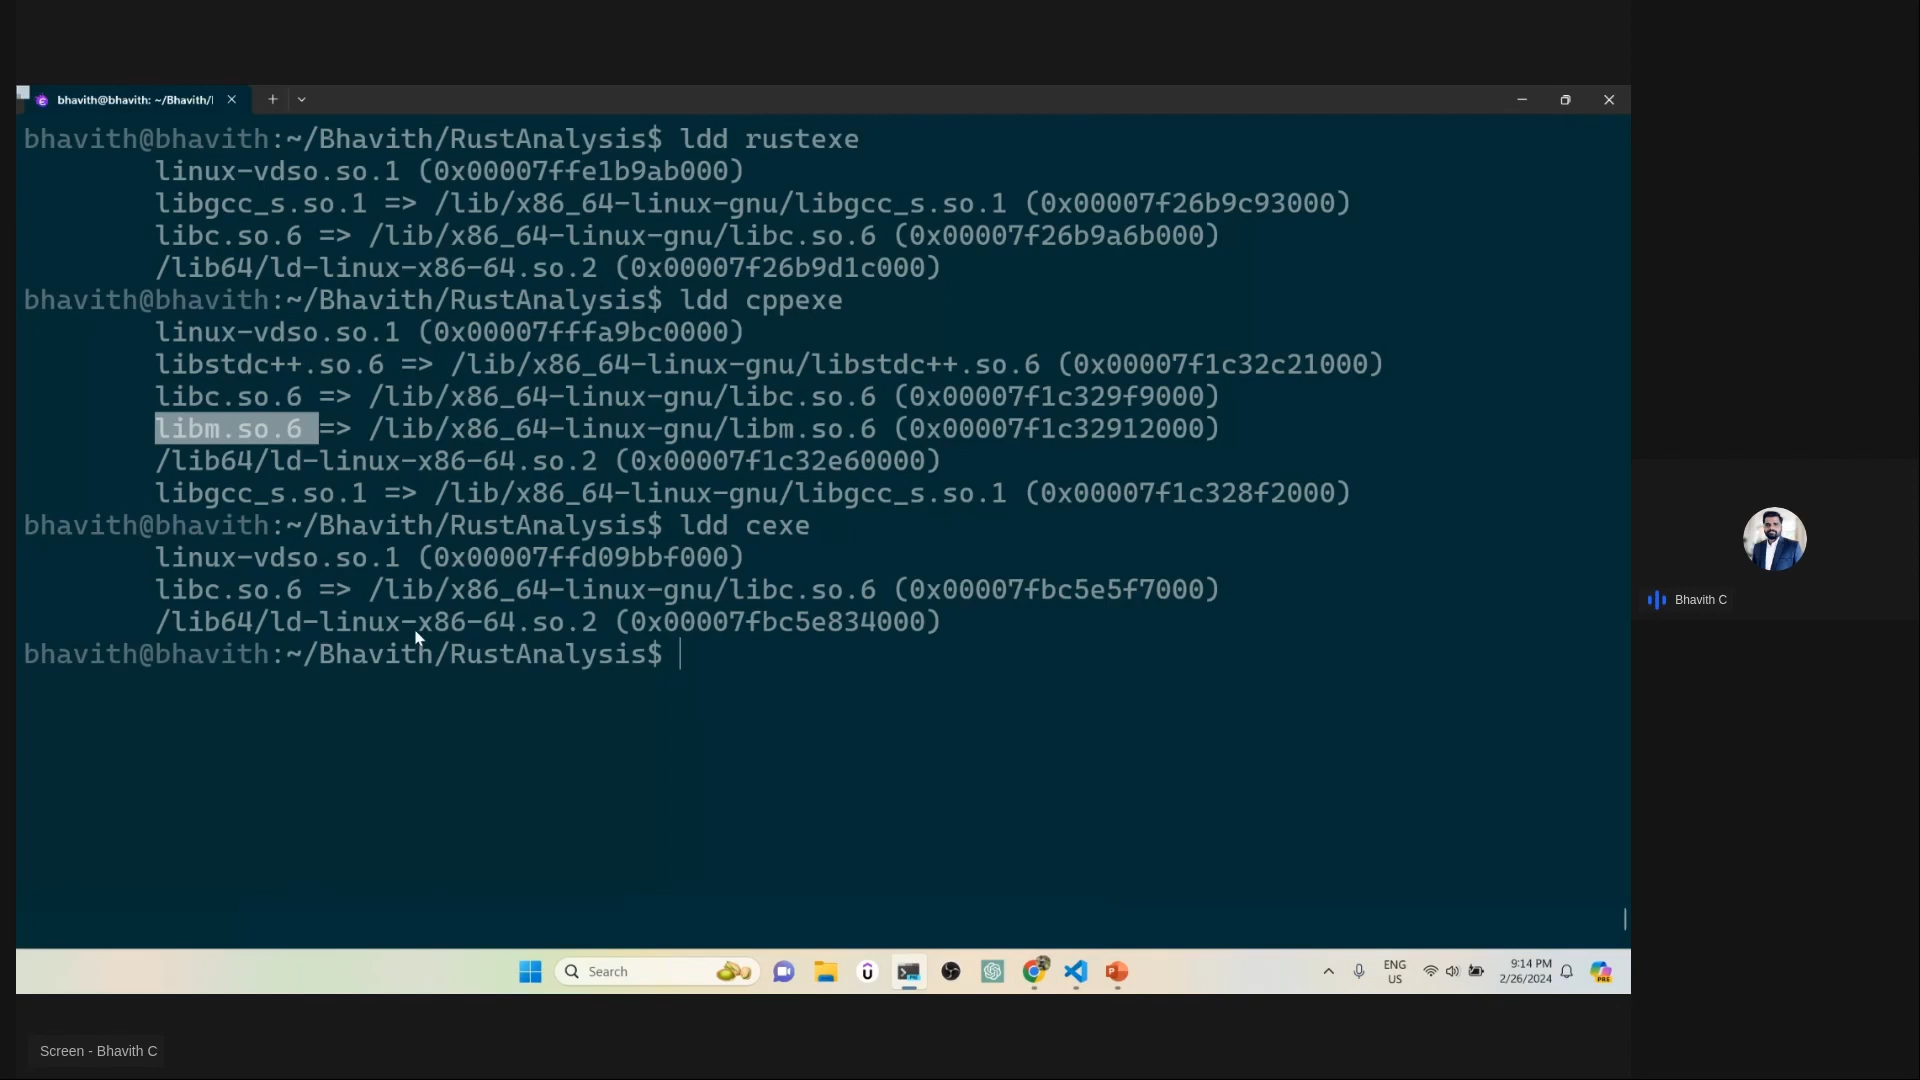 bhavith@bhavith: ~/Bhavith/
bhavith@bhavith:~/Bhavith/RustAnalysis$ ldd rustexe
linux-vdso.so.1 (0x00007ffe1b9ab000)
libgcc_s.so.1 => /lib/x86_64-linux-gnu/libgcc_s.so.1 (0x00007f26b9c93000)
libc.so.6 => /lib/x86_64-linux-gnu/libc.so.6 (0x00007f26b9a6b000)
/lib64/ld-linux-x86-64.so.2 (0x00007f26b9d1c000)
bhavith@bhavith:~/Bhavith/RustAnalysis$ ldd cppexe
linux-vdso.so.1 (0x00007fffa9bc0000)
libstdc++.so.6 => /lib/x86_64-linux-gnu/libstdc++.so.6 (0x00007f1c32c21000)
libc.so.6 => /lib/x86_64-linux-gnu/libc.so.6 (0x00007f1c329f9000)
libm.so.6 => /lib/x86_64-linux-gnu/libm.so.6 (0x00007f1c32912000)
/lib64/ld-linux-x86-64.so.2 (0x00007f1c32e60000)
libgcc_s.so.1 => /lib/x86_64-linux-gnu/libgcc_s.so.1 (0x00007f1c328f2000)
bhavith@bhavith:~/Bhavith/RustAnalysis$ ldd cexe
linux-vdso.so.1 (0x00007ffd09bbf000)
libc.so.6 => /lib/x86_64-linux-gnu/libc.so.6 (0x00007fbc5e5f7000)
/lib64/ld-linux-x86-64.so.2 (0x00007fbc5e834000)
bhavith@bhavith:~/Bhavith/RustAnalysis$
Bhavith C
Search
ENG
US
9:14 PM
2/26/2024
PRE
Screen - Bhavith C